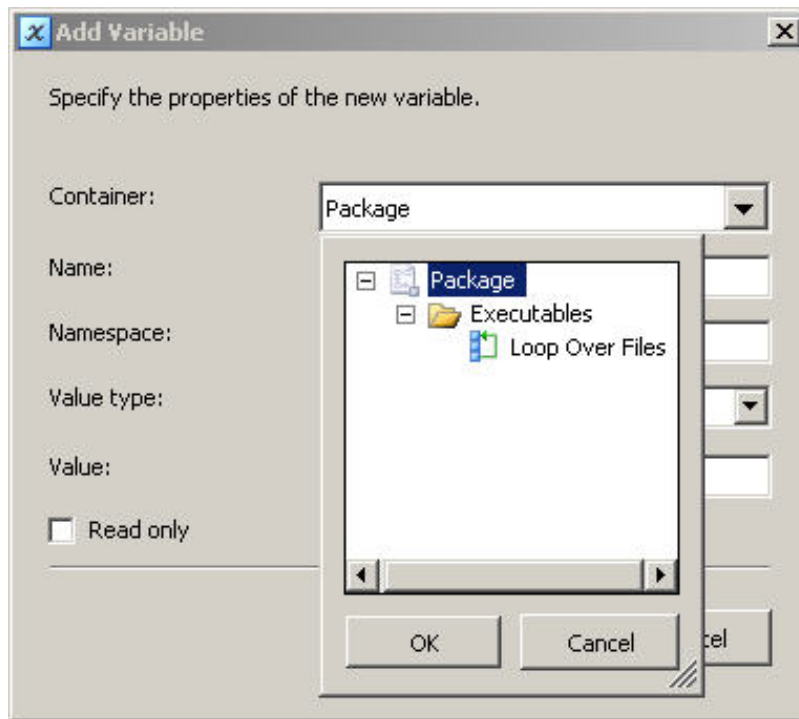 Add Variable
Specify the properties of the new variable.
Container:
Package
Name:
Package
Executables
Namespace:
Loop Over Files
Value type:
Value:
Read only
OK
Cancel